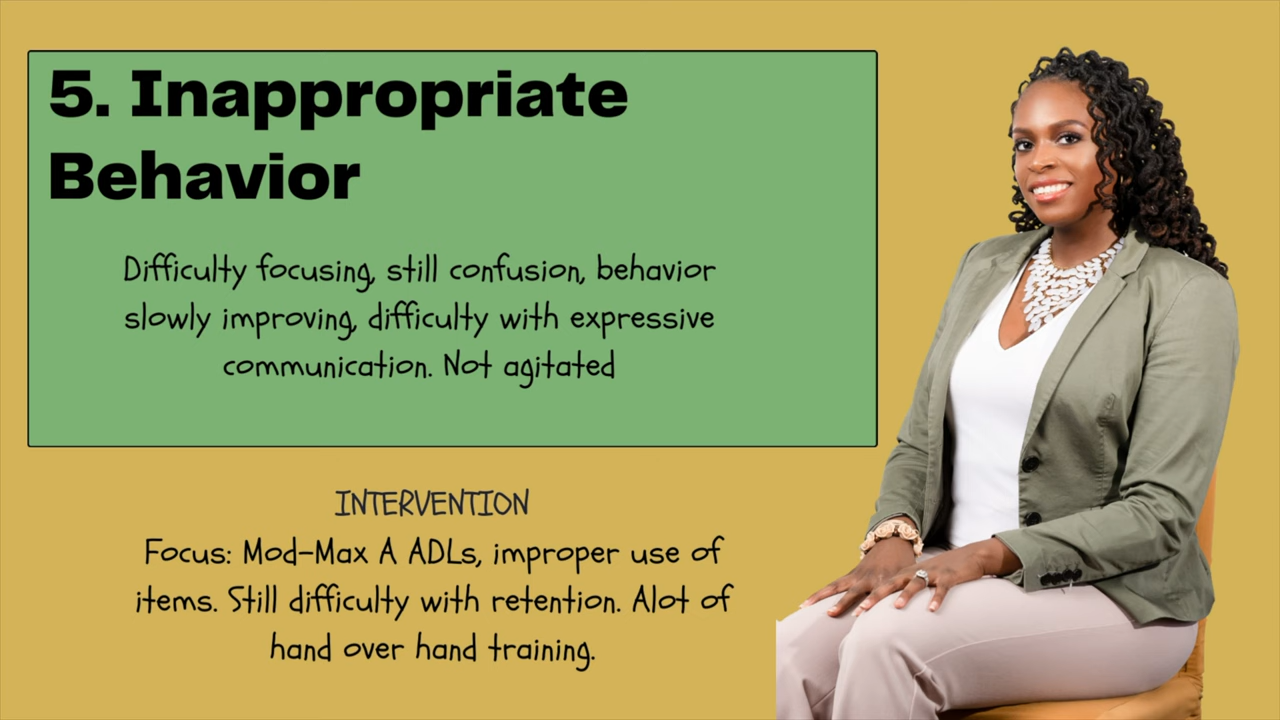 5. Inappropriate
Behavior
Difficulty focusing, still confusion, behavior
slowly improving, difficulty with expressive
communication. Not agitated
INTERVENTION
Focus: Mod-Max A ADLs, improper use of
items. Still difficulty with retention. Alot of
hand over hand training.